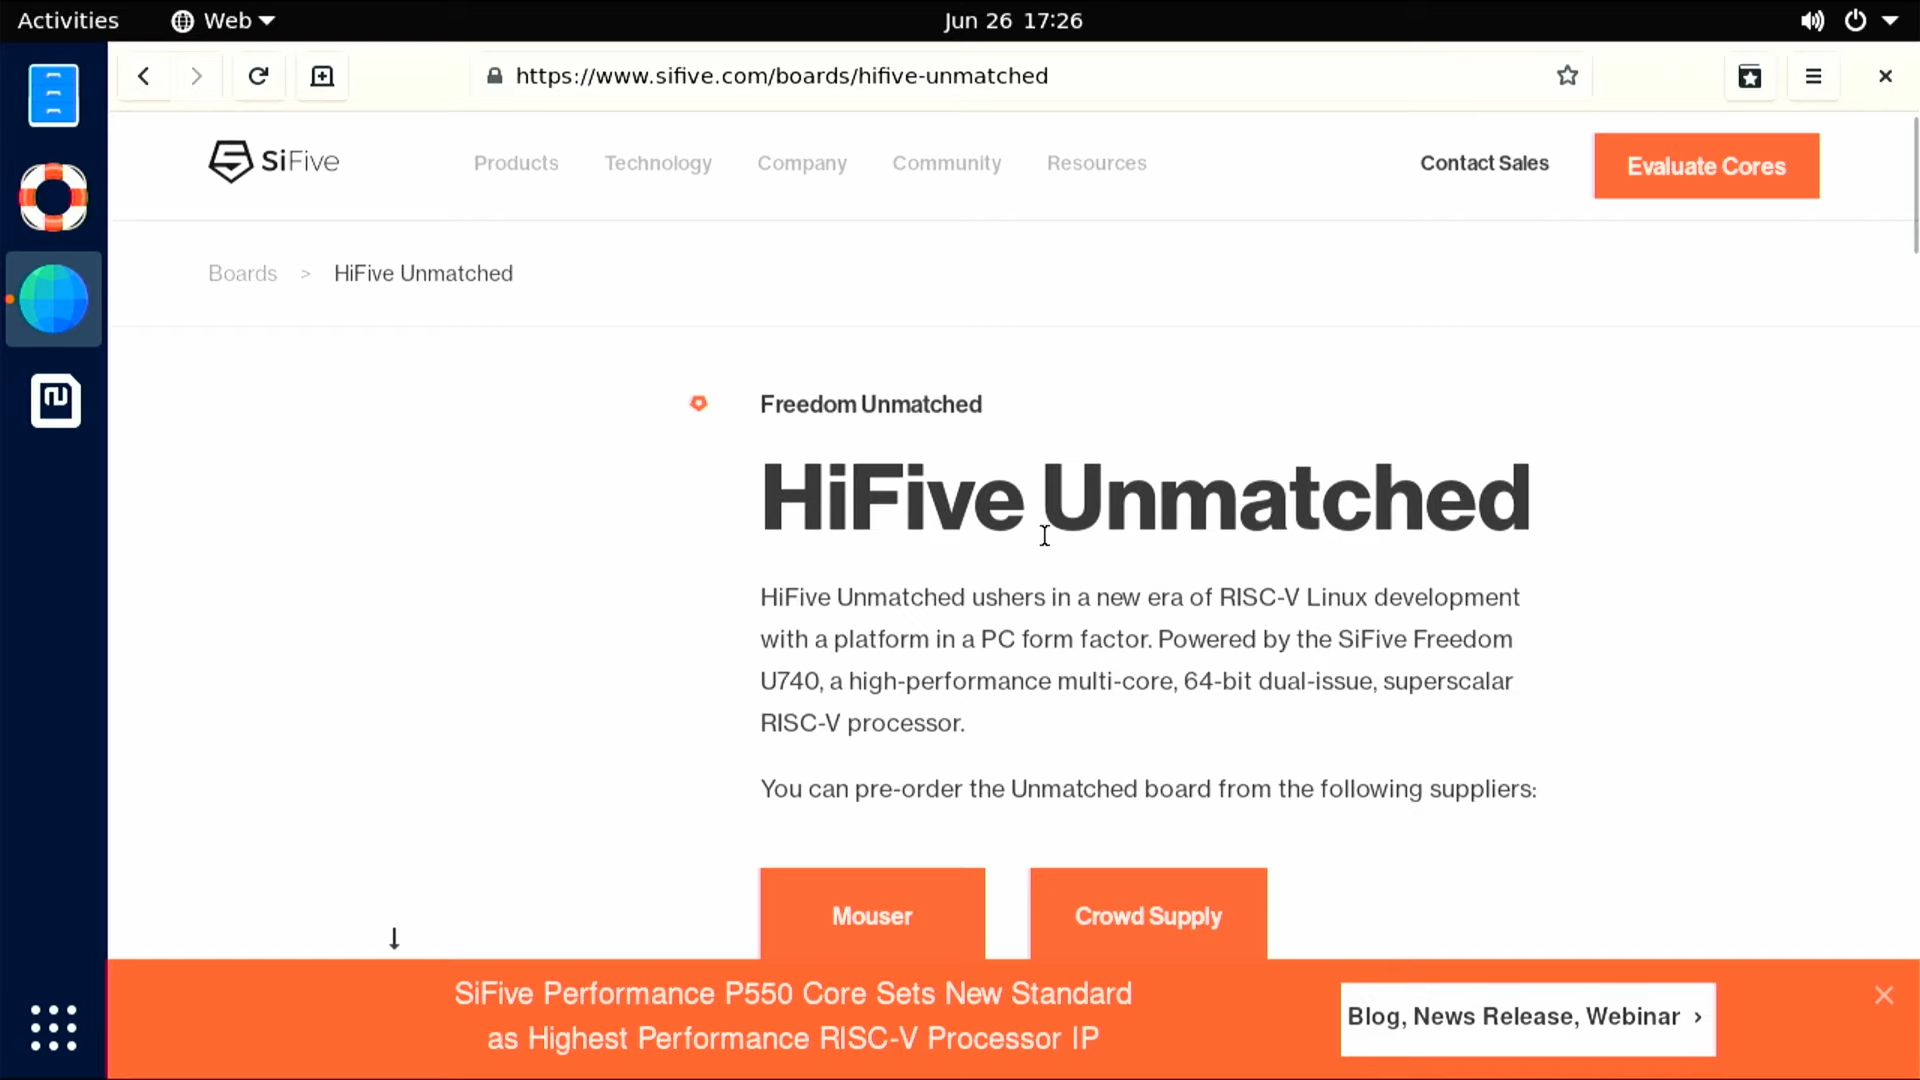 Activities
Web
Jun 26 17:26
https://www.sifive.com/boards/hifive-unmatched
SiFive
Products
Technology
Company
Community
Resources
Contact Sales
Evaluate Cores
Boards > HiFive Unmatched
Freedom Unmatched
HiFive Unmatched
HiFive Unmatched ushers in a new era of RISC-V Linux development
with a platform in a PC form factor. Powered by the SiFive Freedom
U740, a high-performance multi-core, 64-bit dual-issue, superscalar
RISC-V processor.
You can pre-order the Unmatched board from the following suppliers:
Mouser
Crowd Supply
SiFive Performance P550 Core Sets New Standard
as Highest Performance RISC-V Processor IP
Blog, News Release, Webinar ›